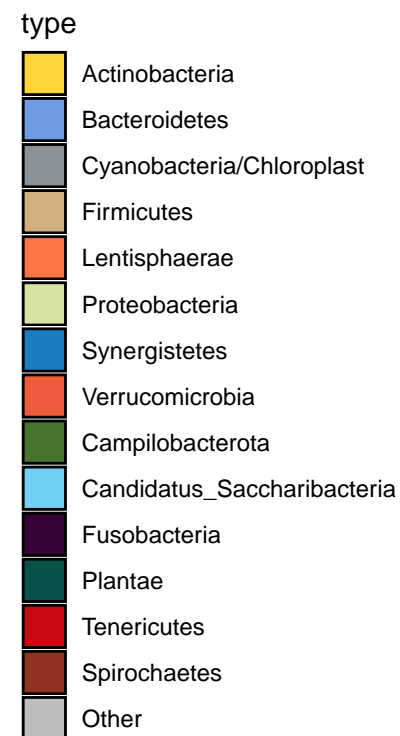 type
Actinobacteria
Bacteroidetes
Cyanobacteria/Chloroplast
Firmicutes
Lentisphaerae
Proteobacteria
Synergistetes
Verrucomicrobia
Campilobacterota
Candidatus_Saccharibacteria
Fusobacteria
Plantae
Tenericutes
Spirochaetes
Other